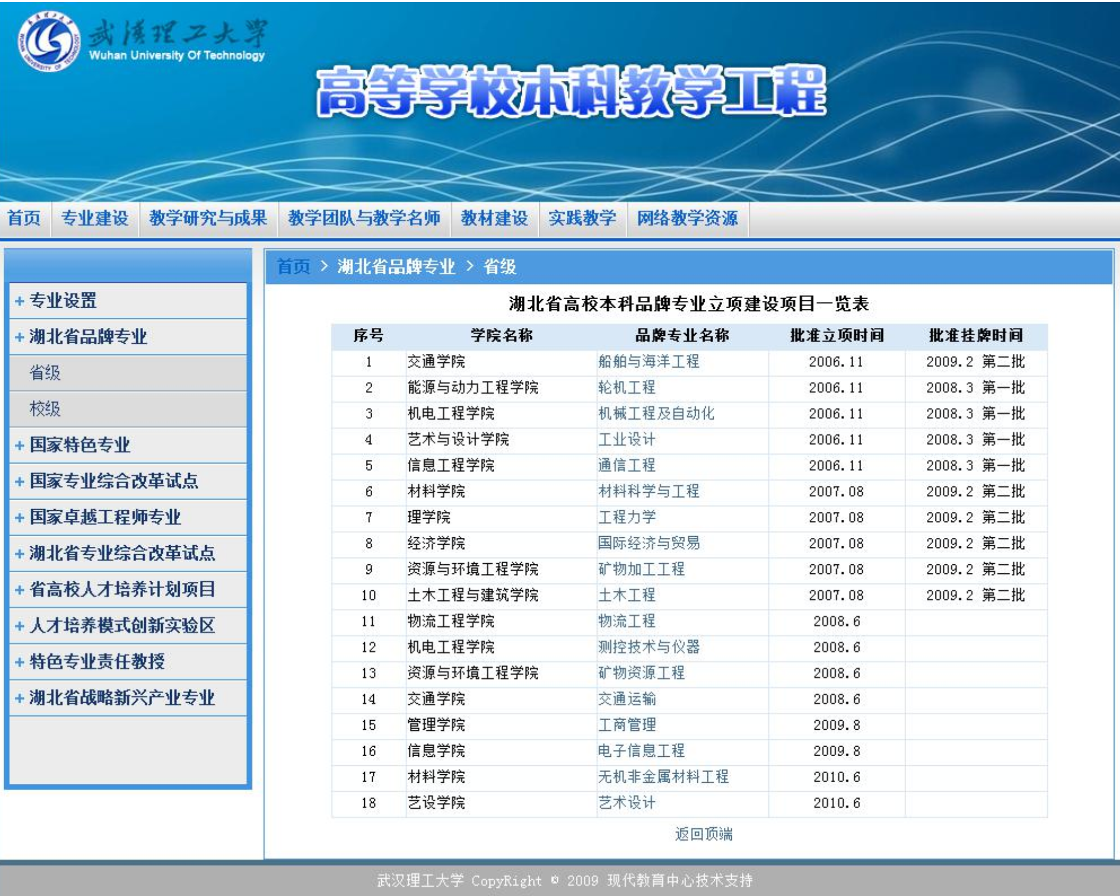 武汉理工大学
Wuhan University Of Technology
高等学校本科教学工程
首页 专业建设 教学研究与成果 教学团队与教学名师 教材建设 实践教学 网络教学资源
+ 专业设置
+ 湖北省品牌专业
省级
校级
+ 国家特色专业
+ 国家专业综合改革试点
+ 国家卓越工程师专业
+ 湖北省专业综合改革试点
+ 省高校人才培养计划项目
+ 人才培养模式创新实验区
+ 特色专业责任教授
+ 湖北省战略新兴产业专业
首页 > 湖北省品牌专业 > 省级
湖北省高校本科品牌专业立项建设项目一览表
序号 学院名称 品牌专业名称 批准立项时间 批准挂牌时间
1 交通学院 船舶与海洋工程 2006.11 2009.2 第二批
2 能源与动力工程学院 轮机工程 2006.11 2008.3 第一批
3 机电工程学院 机械工程及自动化 2006.11 2008.3 第一批
4 艺术与设计学院 工业设计 2006.11 2008.3 第一批
5 信息工程学院 通信工程 2006.11 2008.3 第一批
6 材料学院 材料科学与工程 2007.08 2009.2 第二批
7 理学院 工程力学 2007.08 2009.2 第二批
8 经济学院 国际经济与贸易 2007.08 2009.2 第二批
9 资源与环境工程学院 矿物加工工程 2007.08 2009.2 第二批
10 土木工程与建筑学院 土木工程 2007.08 2009.2 第二批
11 物流工程学院 物流工程 2008.6
12 机电工程学院 测控技术与仪器 2008.6
13 资源与环境工程学院 矿物资源工程 2008.6
14 交通学院 交通运输 2008.6
15 管理学院 工商管理 2009.8
16 信息学院 电子信息工程 2009.8
17 材料学院 无机非金属材料工程 2010.6
18 艺设学院 艺术设计 2010.6
返回顶端
武汉理工大学 CopyRight © 2009 现代教育中心技术支持